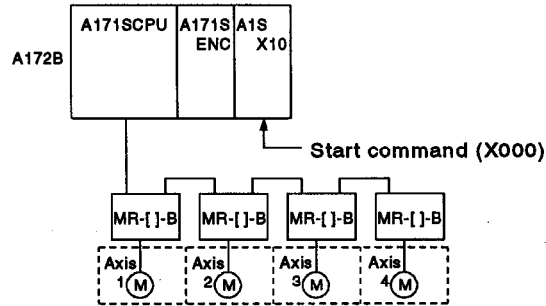 A172B
A171SCPU
A171S
ENC
A1S
X10
Start command (X000)
MR-[ ]-B
MR-[ ]-B
MR-[ ]-B
MR-[ ]-B
Axis
1 M
Axis
2 M
Axis
3 M
Axis
4 M